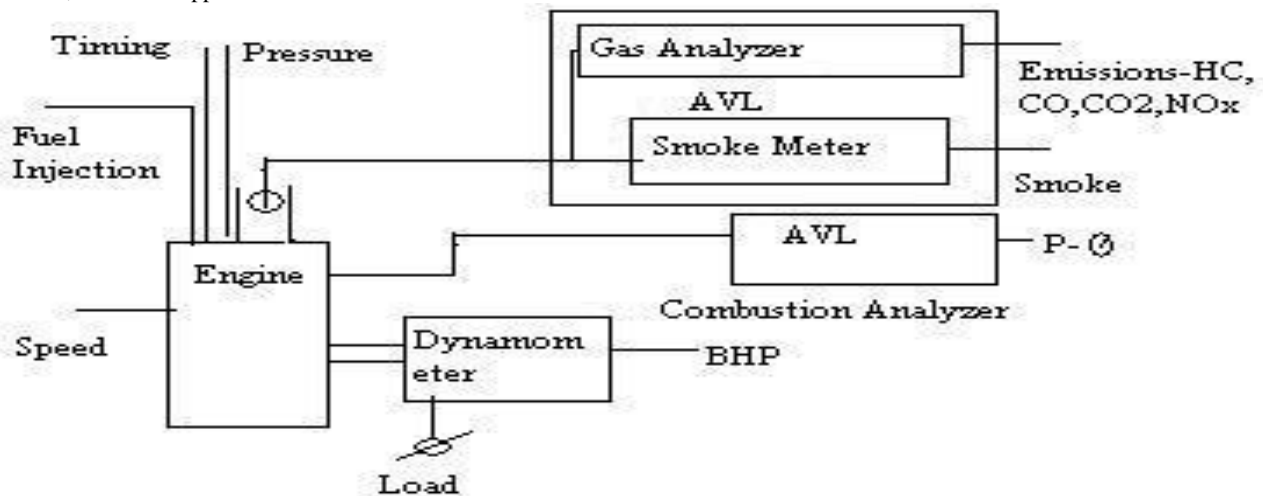 Timing
Pressure
Fuel
Injection
Gas Analyzer
Emissions-HC,
CO,CO2,NOx
AVL
Smoke Meter
Smoke
Engine
AVL
P-Θ
Combustion Analyzer
Speed
Dynamom
eter
BHP
Load